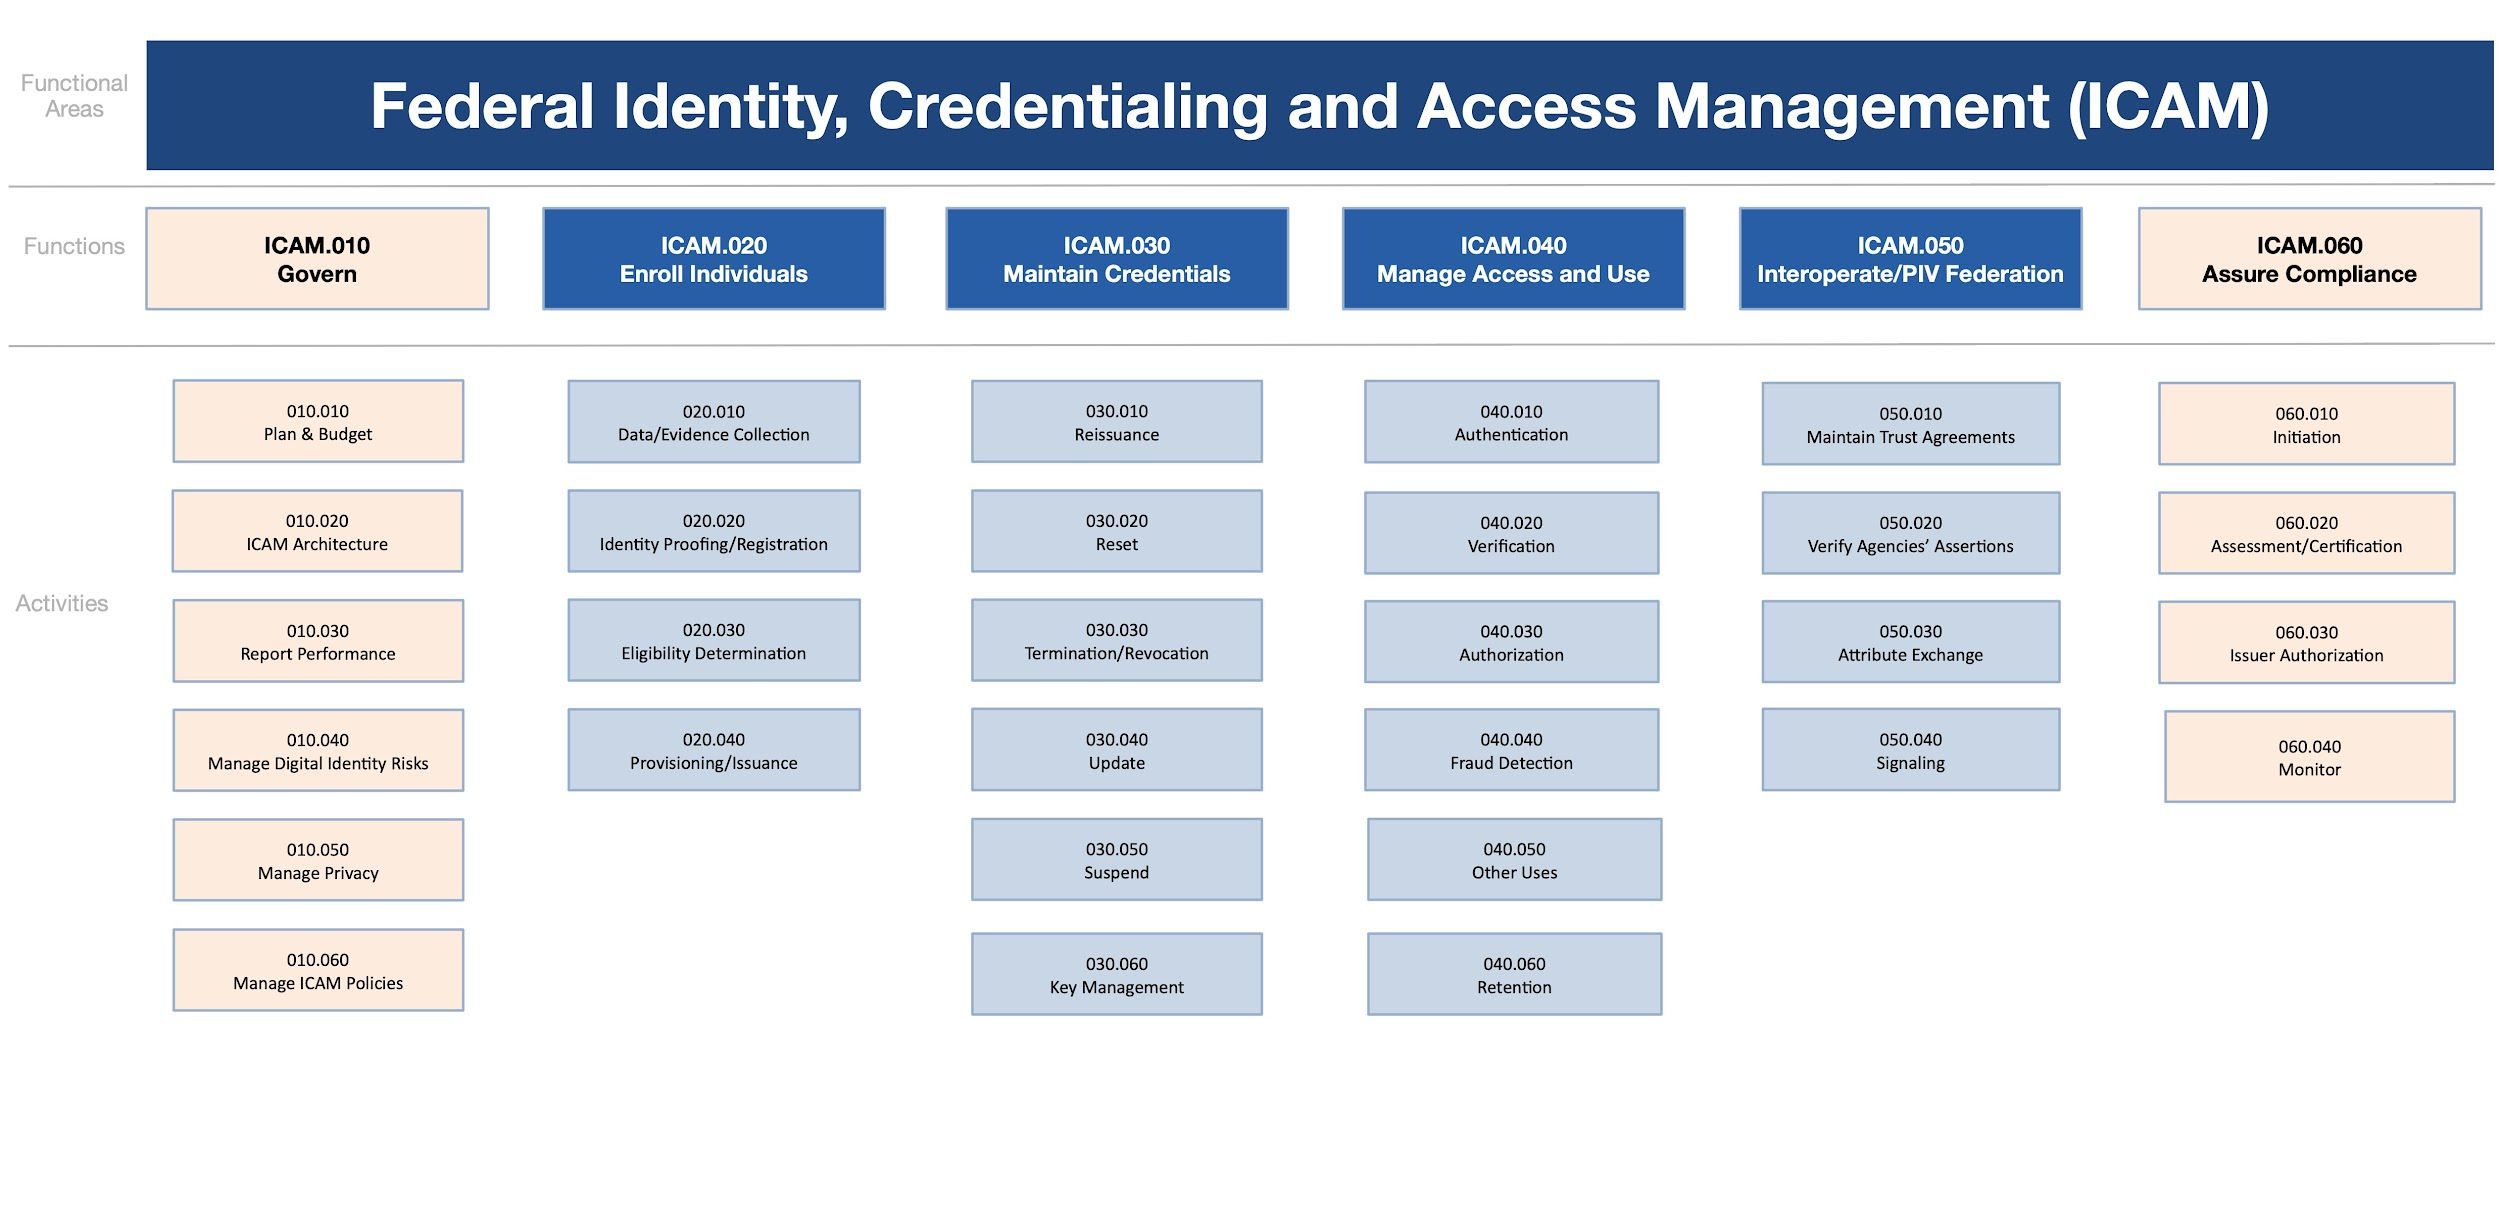 Functional
Areas
Federal Identity, Credentialing and Access Management (ICAM)
Functions
ICAM.010
Govern
ICAM.020
Enroll Individuals
ICAM.030
Maintain Credentials
ICAM.040
Manage Access and Use
ICAM.050
Interoperate/PIV Federation
ICAM.060
Assure Compliance
Activities
010.010
Plan & Budget
010.020
ICAM Architecture
010.030
Report Performance
010.040
Manage Digital Identity Risks
010.050
Manage Privacy
010.060
Manage ICAM Policies
020.010
Data/Evidence Collection
020.020
Identity Proofing/Registration
020.030
Eligibility Determination
020.040
Provisioning/Issuance
030.010
Reissuance
030.020
Reset
030.030
Termination/Revocation
030.040
Update
030.050
Suspend
030.060
Key Management
040.010
Authentication
040.020
Verification
040.030
Authorization
040.040
Fraud Detection
040.050
Other Uses
040.060
Retention
050.010
Maintain Trust Agreements
050.020
Verify Agencies’ Assertions
050.030
Attribute Exchange
050.040
Signaling
060.010
Initiation
060.020
Assessment/Certification
060.030
Issuer Authorization
060.040
Monitor